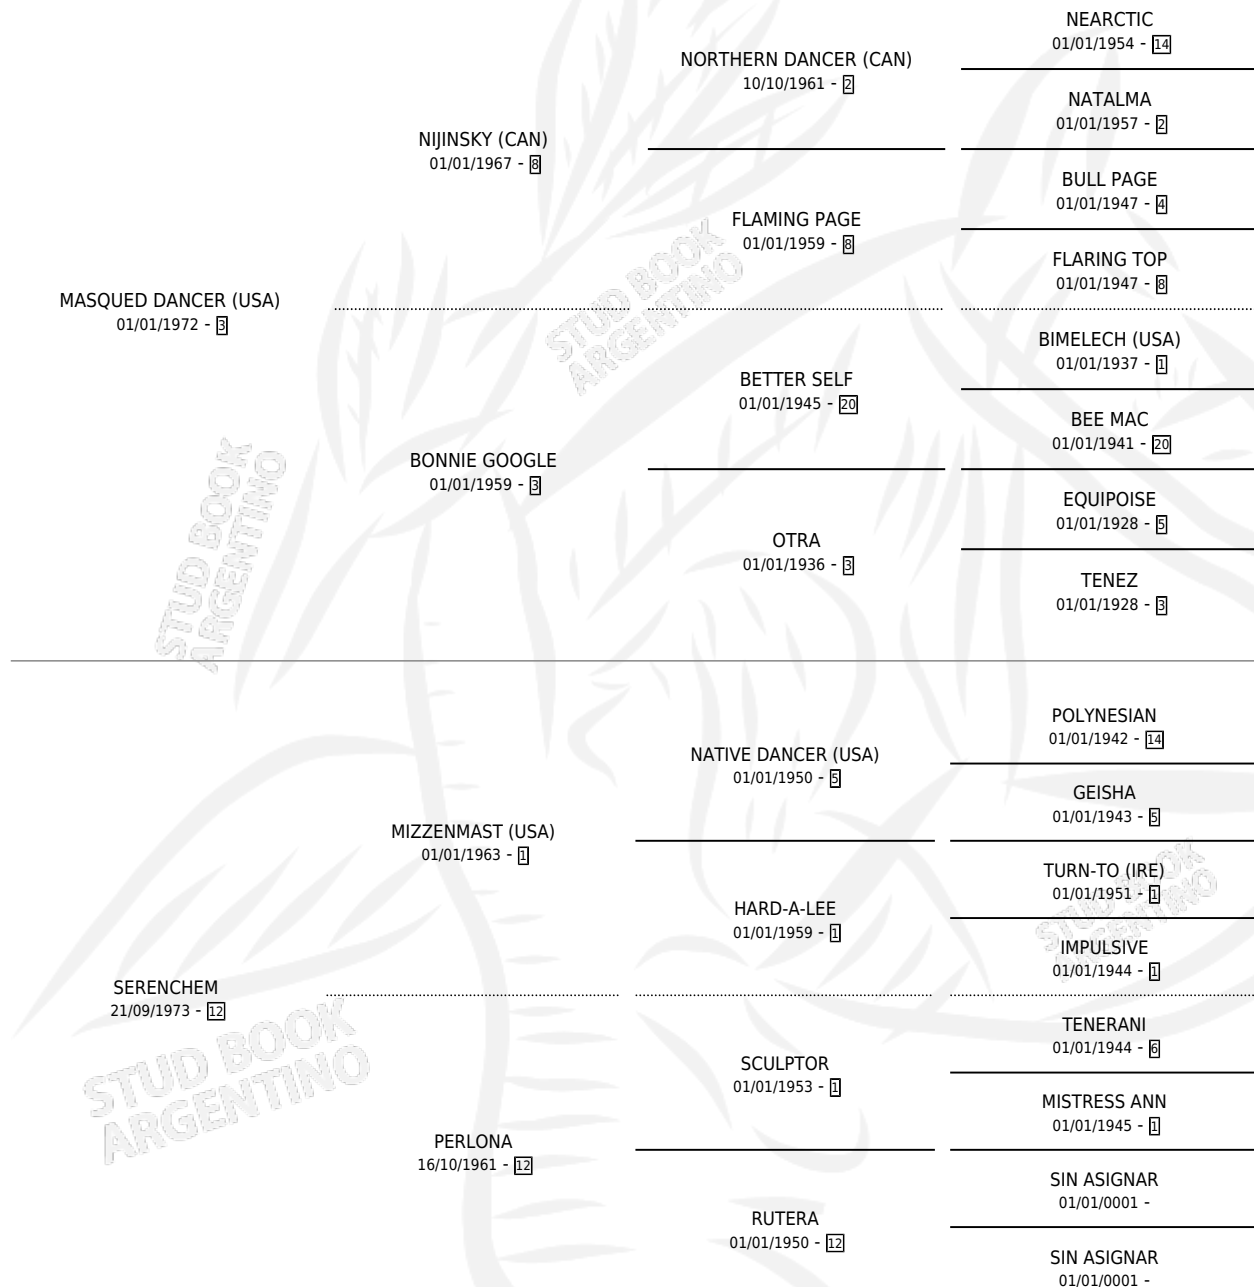 NEARCTIC
01/01/1954 - 14
NORTHERN DANCER (CAN)
10/10/1961 - 2
NATALMA
01/01/1957 - 2
NIJINSKY (CAN)
01/01/1967 - 8
BULL PAGE
01/01/1947 - 4
FLAMING PAGE
01/01/1959 - 8
FLARING TOP
01/01/1947 - 8
MASQUED DANCER (USA)
01/01/1972 - 3
BIMELECH (USA)
01/01/1937 - 1
BETTER SELF
01/01/1945 - 20
BEE MAC
01/01/1941 - 20
BONNIE GOOGLE
01/01/1959 - 3
EQUIPOISE
01/01/1928 - 5
OTRA
01/01/1936 - 3
TENEZ
01/01/1928 - 3
POLYNESIAN
01/01/1942 - 14
NATIVE DANCER (USA)
01/01/1950 - 5
GEISHA
01/01/1943 - 5
MIZZENMAST (USA)
01/01/1963 - 1
TURN-TO (IRE)
01/01/1951 - 1
HARD-A-LEE
01/01/1959 - 1
IMPULSIVE
01/01/1944 - 1
SERENCHEM
21/09/1973 - 12
TENERANI
01/01/1944 - 6
SCULPTOR
01/01/1953 - 1
MISTRESS ANN
01/01/1945 - 1
PERLONA
16/10/1961 - 12
SIN ASIGNAR
01/01/0001 -
RUTERA
01/01/1950 - 12
SIN ASIGNAR
01/01/0001 -
STUD BOOK
ARGENTINO
STUD BOOK
ARGENTINO
STUD BOOK
ARGENTINO
STUD BOOK
ARGENTINO